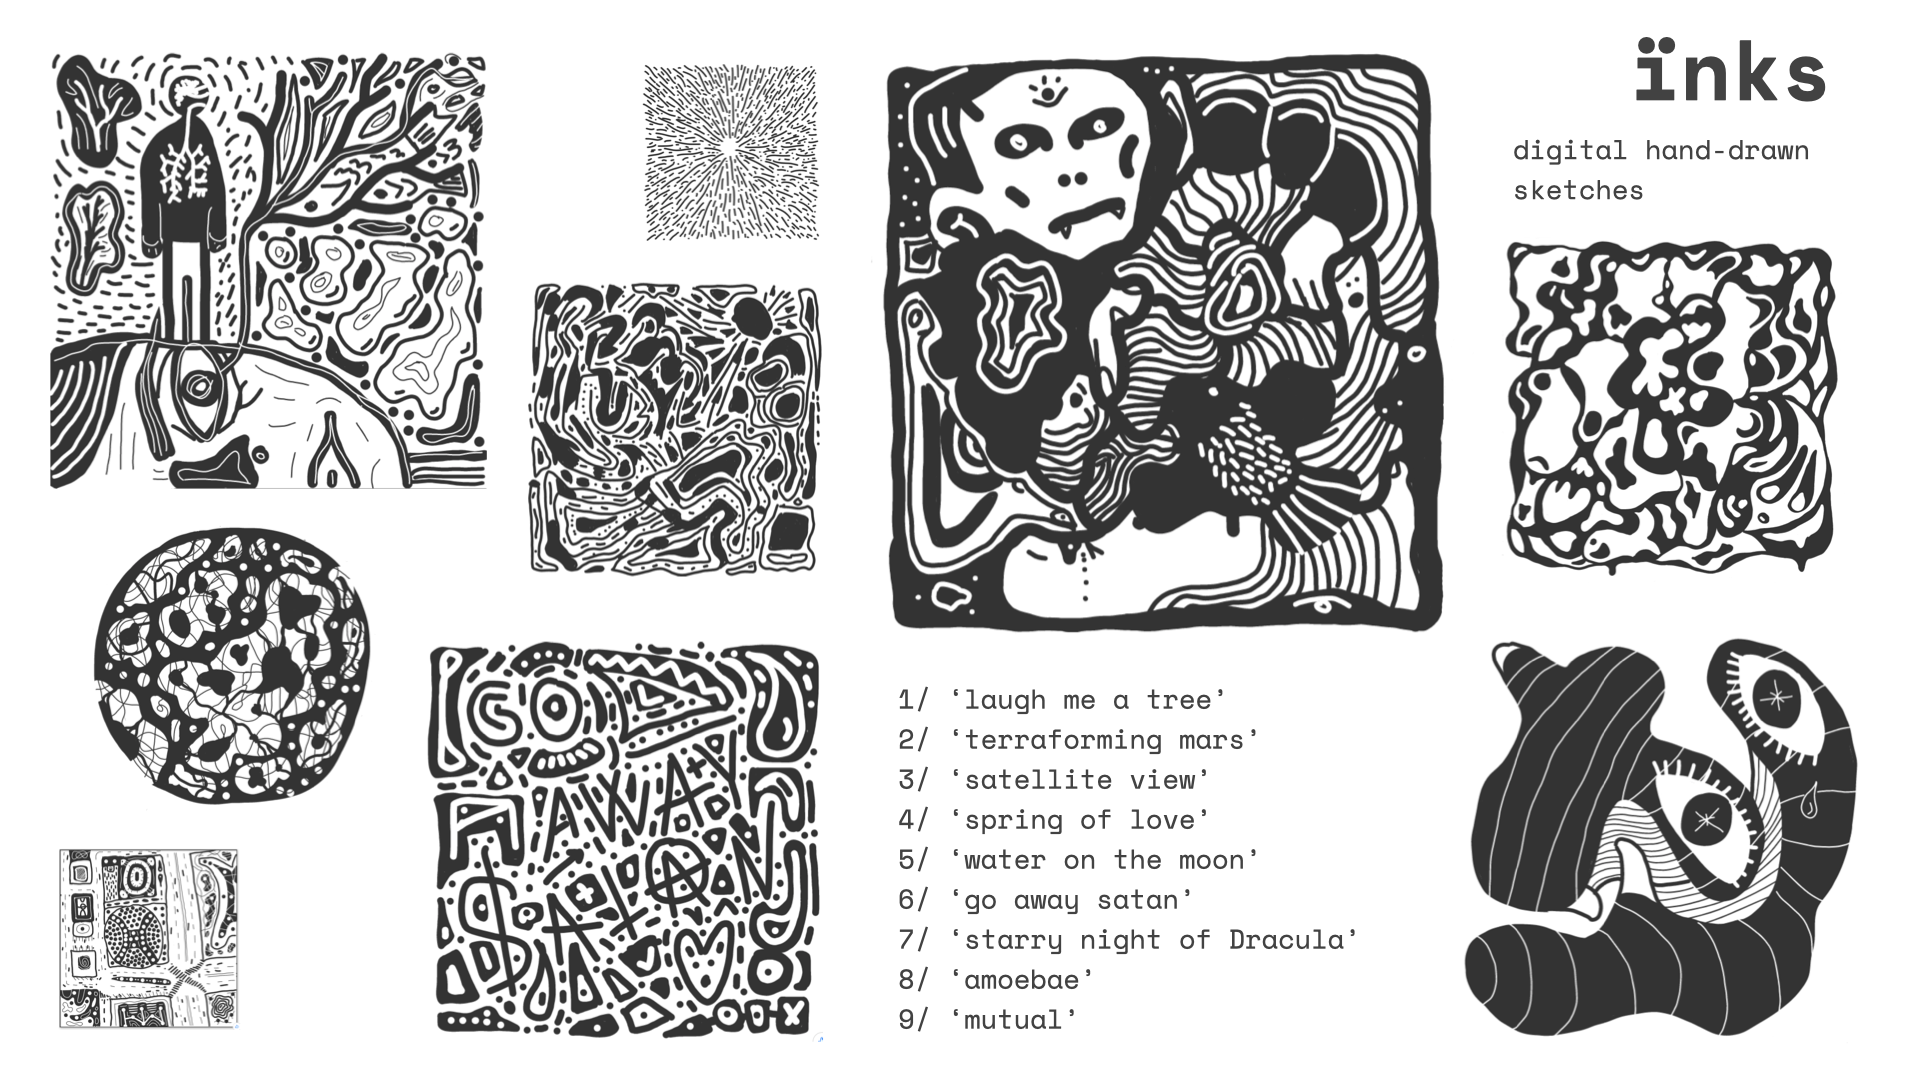 ïnks
digital hand-drawn
sketches
GO
AWAY
SATAN
1/ ‘laugh me a tree’
2/ ‘terraforming mars’
3/ ‘satellite view’
4/ ‘spring of love’
5/ ‘water on the moon’
6/ ‘go away satan’
7/ ‘starry night of Dracula’
8/ ‘amoebae’
9/ ‘mutual’